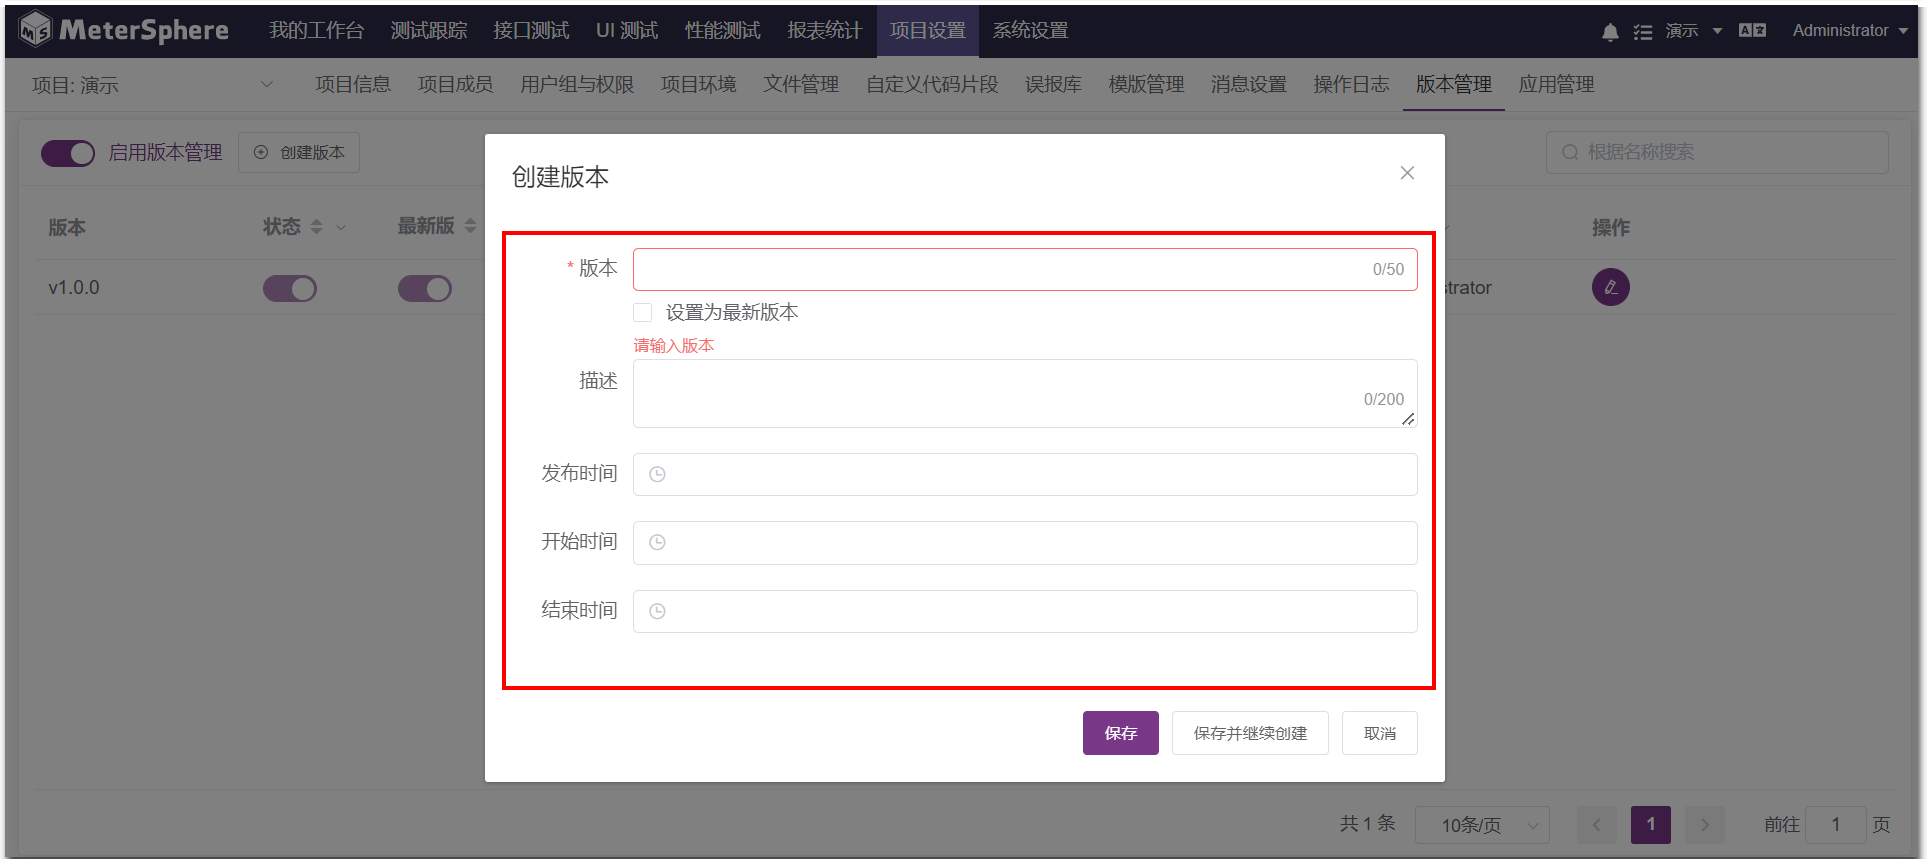 MS MeterSphere 我的工作台 测试跟踪 接口测试 UI 测试 性能测试 报表统计 项目设置 系统设置 演示 Administrator
项目: 演示 项目信息 项目成员 用户组与权限 项目环境 文件管理 自定义代码片段 误报库 模版管理 消息设置 操作日志 版本管理 应用管理
启用版本管理 创建版本 根据名称搜索
创建版本
版本 状态 最新版 操作
* 版本 0/50
v1.0.0 strator
设置为最新版本
请输入版本
描述
0/200
发布时间
开始时间
结束时间
保存 保存并继续创建 取消
共 1 条 10条/页 1 前往 1 页